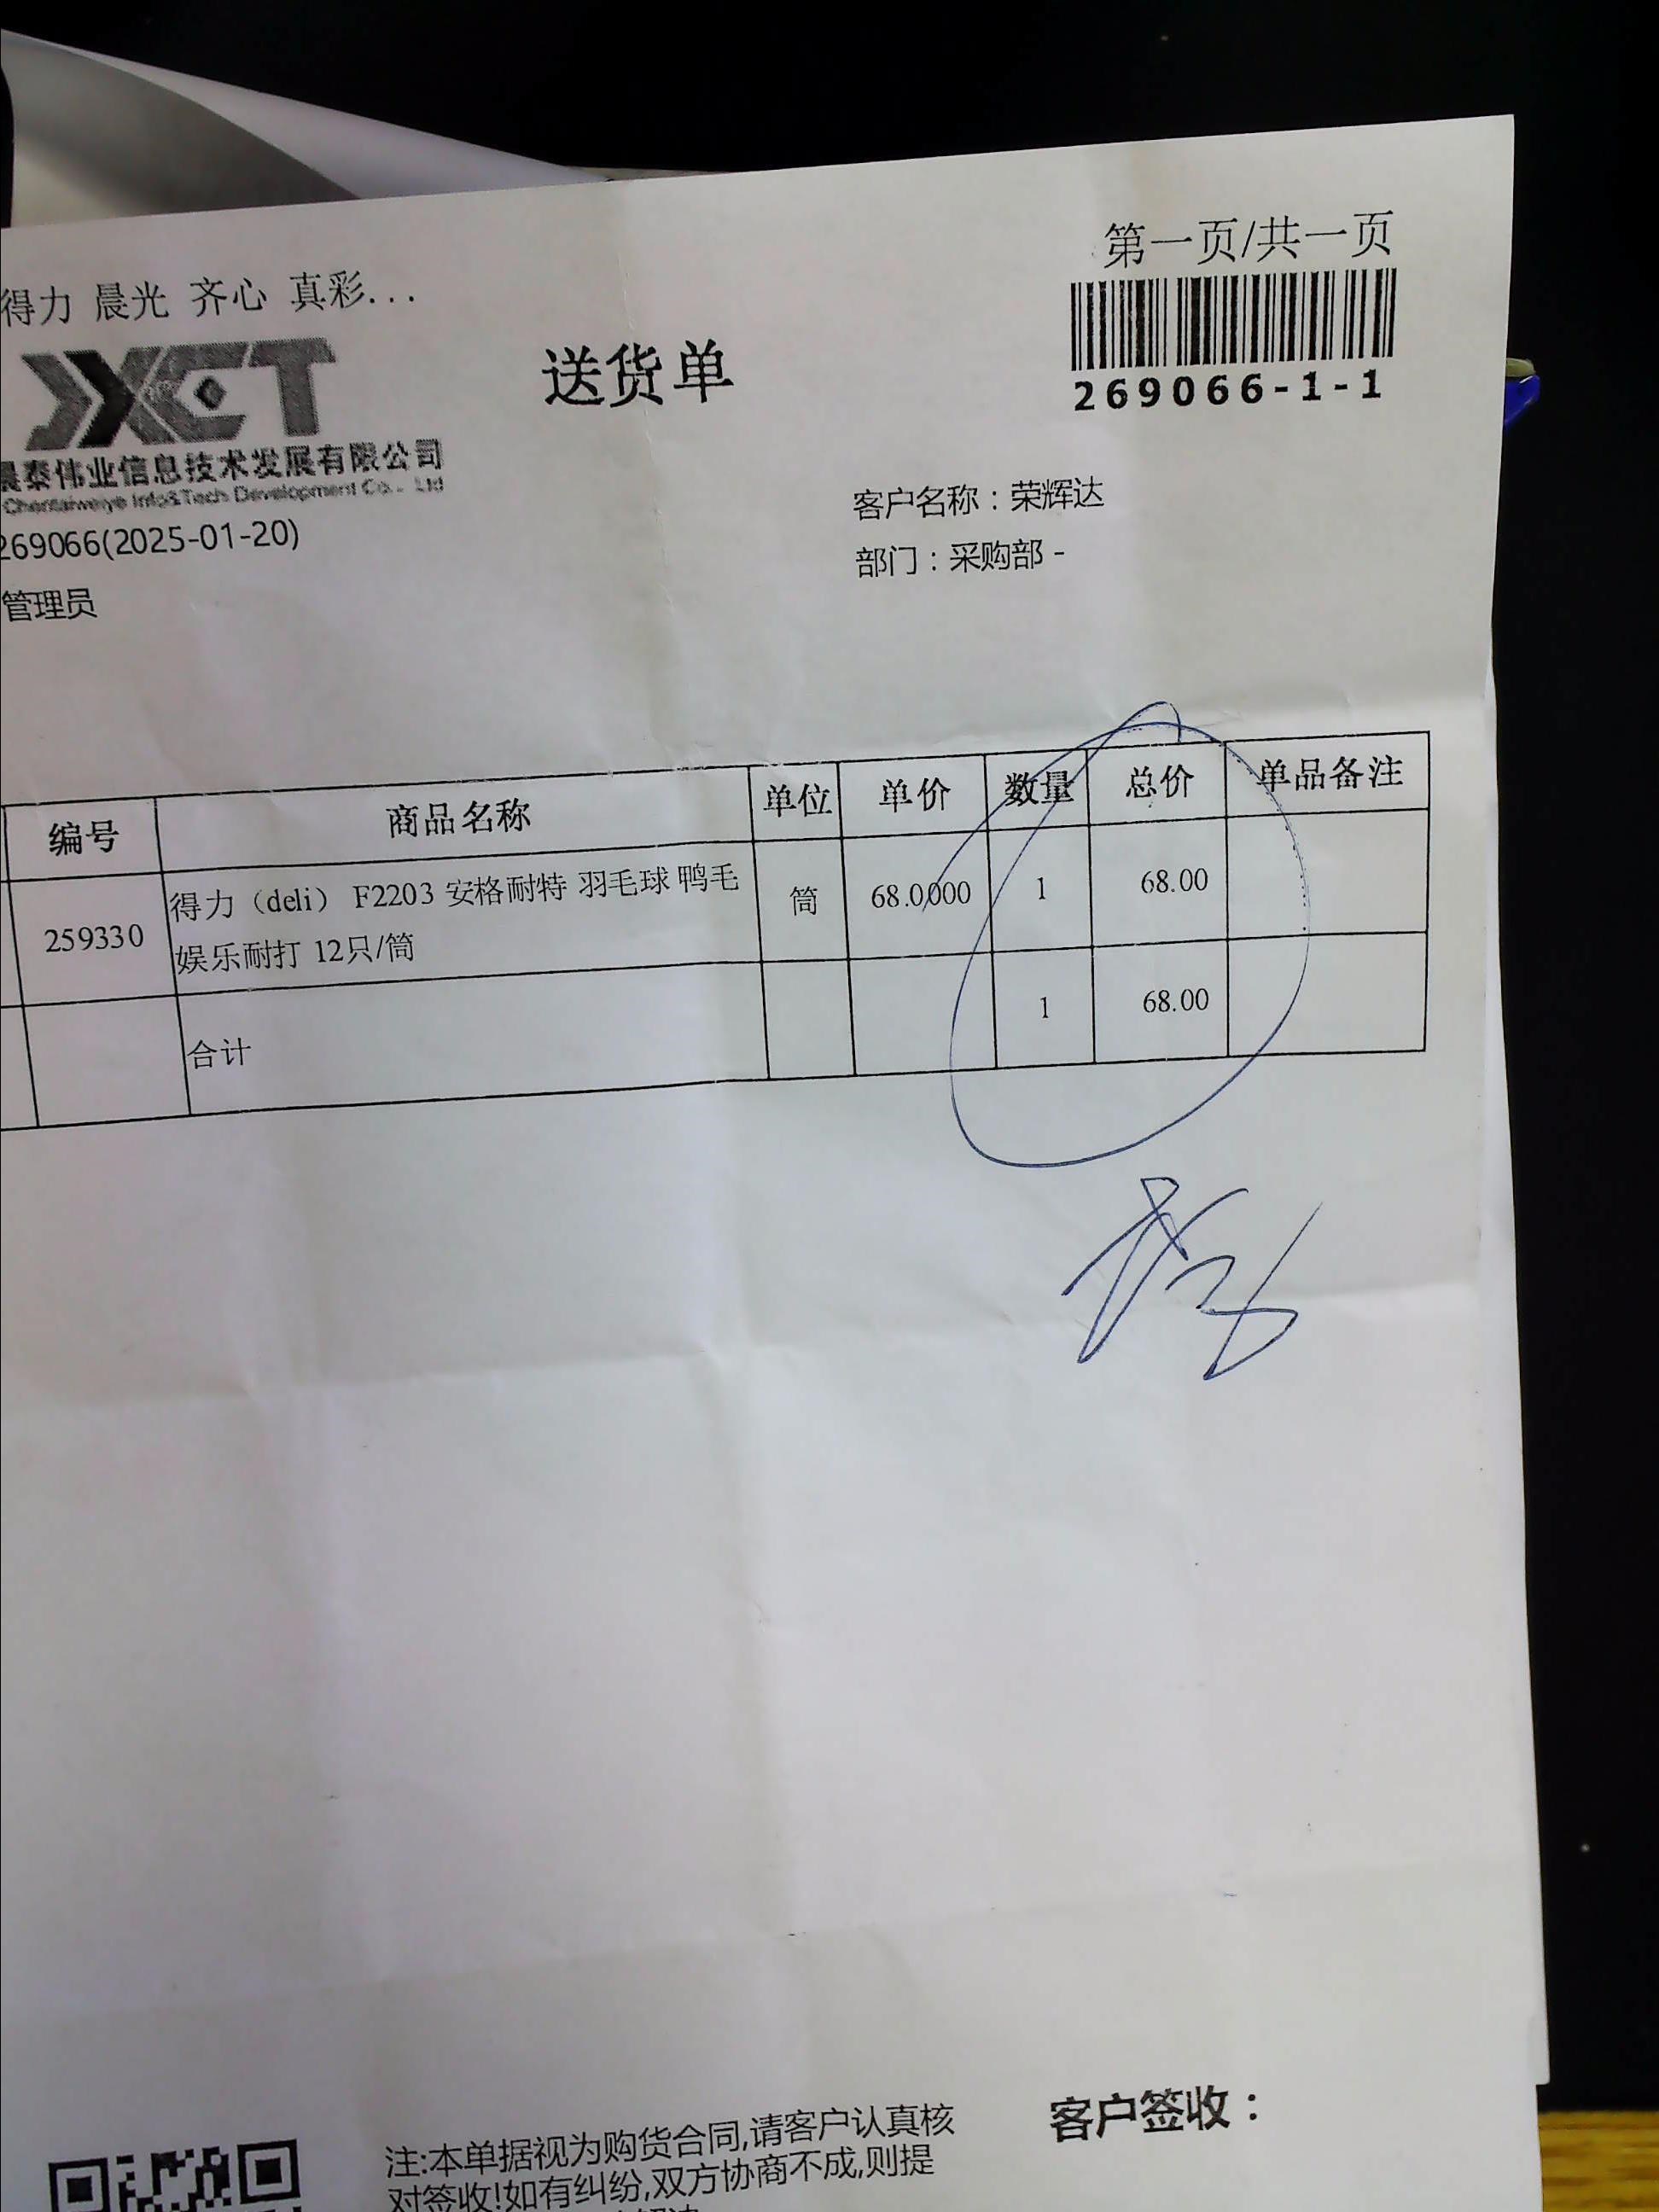 第一页/共一页
得力 晨光 齐心 真彩...
送货单
269066-1-1
晨泰伟业信息技术发展有限公司
Chentaiweiye Info&Tech Development Co., Ltd
客户名称：荣辉达
269066(2025-01-20)
部门：采购部 -
管理员
编号 商品名称 单位 单价 数量 总价 单品备注
259330 得力（deli） F2203 安格耐特 羽毛球 鸭毛 筒 68.0000 1 68.00
娱乐耐打 12只/筒
合计 1 68.00
客户签收：
注:本单据视为购货合同,请客户认真核
对签收!如有纠纷,双方协商不成,则提